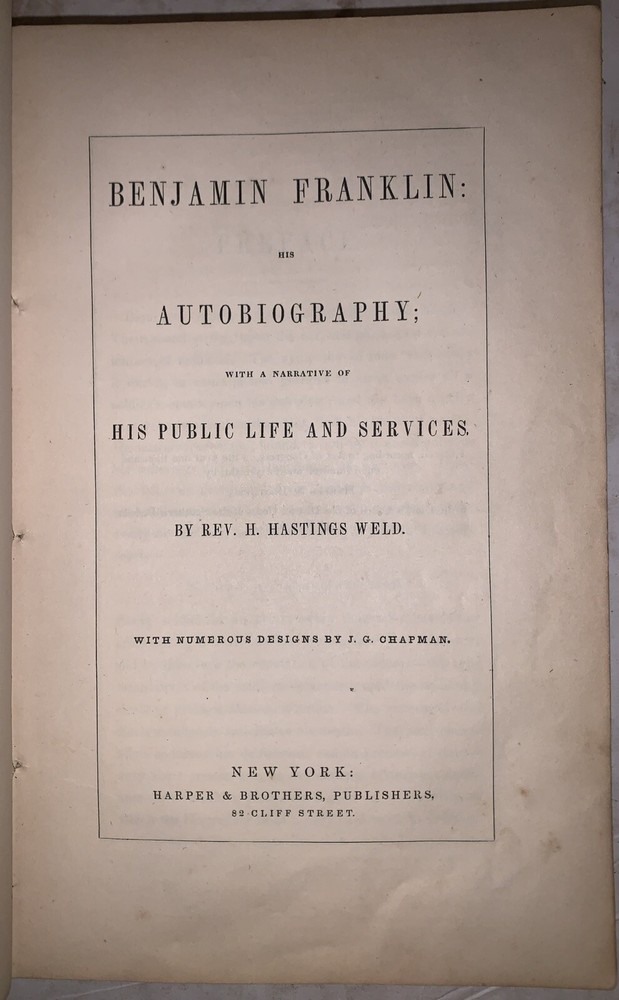 BENJAMIN FRANKLIN:
HIS
AUTOBIOGRAPHY;
WITH A NARRATIVE OF
HIS PUBLIC LIFE AND SERVICES.
BY REV. H. HASTINGS WELD.
WITH NUMEROUS DESIGNS BY J. G. CHAPMAN.
NEW YORK:
HARPER & BROTHERS, PUBLISHERS,
82 CLIFF STREET.